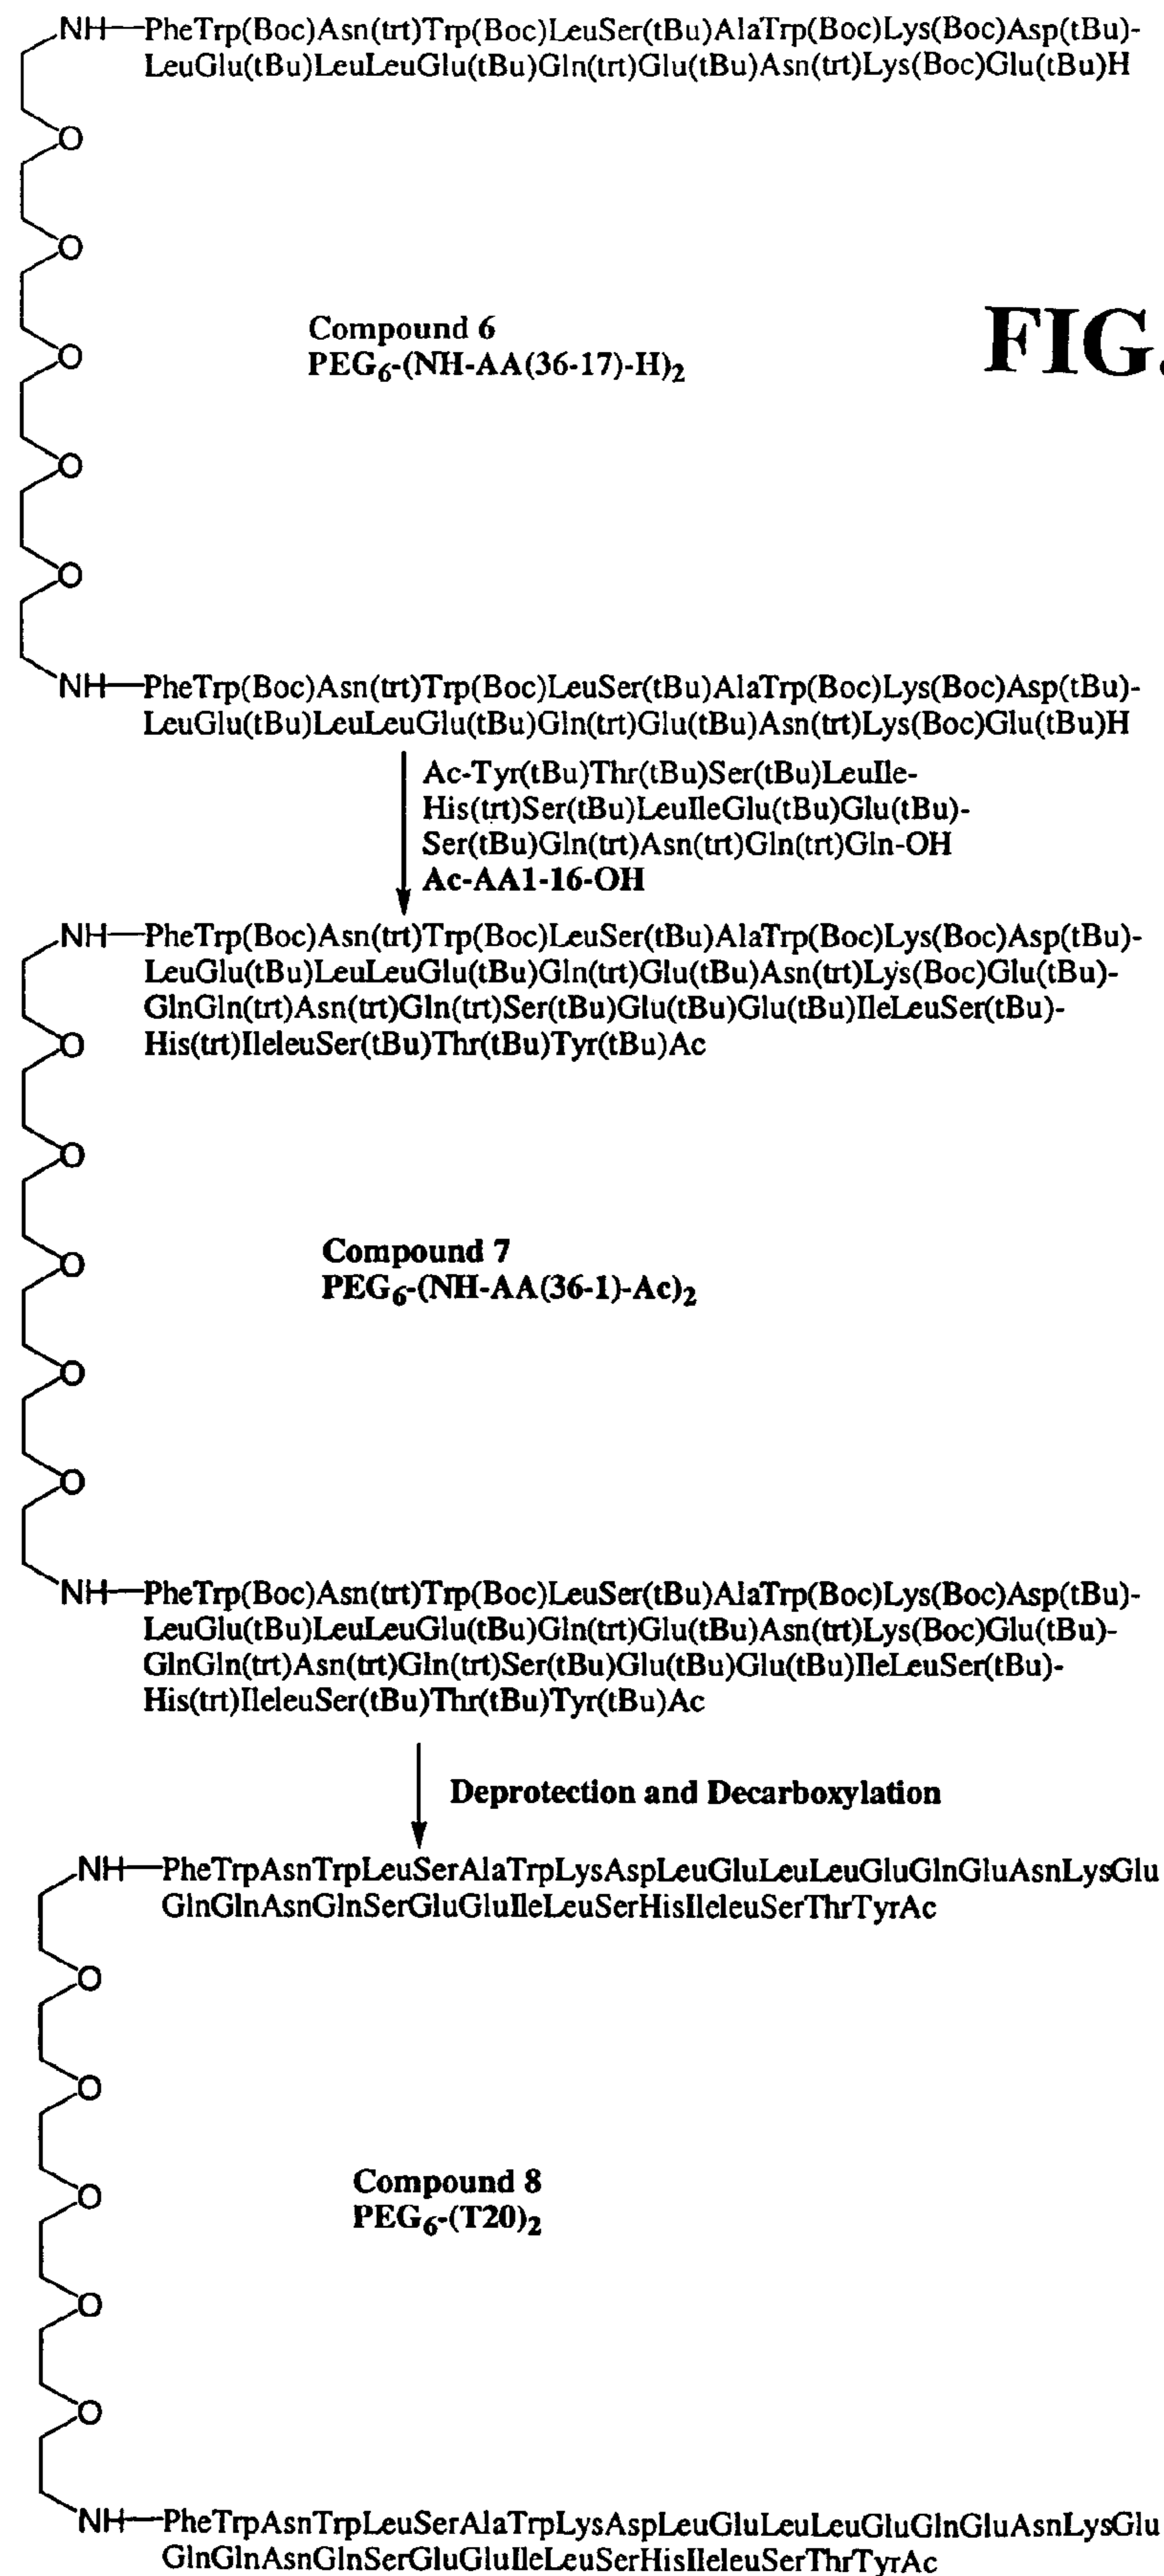 NH—PheTrp(Boc)Asn(trt)Trp(Boc)LeuSer(tBu)AlaTrp(Boc)Lys(Boc)Asp(tBu)-
LeuGlu(tBu)LeuLeuGlu(tBu)Gln(trt)Glu(tBu)Asn(trt)Lys(Boc)Glu(tBu)H
O
O
Compound 6
FIG.
O
PEG6-(NH-AA(36-17)-H)2
O
O
NH—PheTrp(Boc)Asn(trt)Trp(Boc)LeuSer(tBu)AlaTrp(Boc)Lys(Boc)Asp(tBu)-
LeuGlu(tBu)LeuLeuGlu(tBu)Gln(trt)Glu(tBu)Asn(trt)Lys(Boc)Glu(tBu)H
Ac-Tyr(tBu)Thr(tBu)Ser(tBu)LeuIle-
His(trt)Ser(tBu)LeuIleGlu(tBu)Glu(tBu)-
Ser(tBu)Gln(trt)Asn(trt)Gln(trt)Gln-OH
Ac-AA1-16-OH
NH—PheTrp(Boc)Asn(trt)Trp(Boc)LeuSer(tBu)AlaTrp(Boc)Lys(Boc)Asp(tBu)-
LeuGlu(tBu)LeuLeuGlu(tBu)Gln(trt)Glu(tBu)Asn(trt)Lys(Boc)Glu(tBu)-
GlnGln(trt)Asn(trt)Gln(trt)Ser(tBu)Glu(tBu)Glu(tBu)IleLeuSer(tBu)-
O
His(trt)IleleuSer(tBu)Thr(tBu)Tyr(tBu)Ac
O
Compound 7
O
PEG6-(NH-AA(36-1)-Ac)2
O
O
NH—PheTrp(Boc)Asn(trt)Trp(Boc)LeuSer(tBu)AlaTrp(Boc)Lys(Boc)Asp(tBu)-
LeuGlu(tBu)LeuLeuGlu(tBu)Gln(trt)Glu(tBu)Asn(trt)Lys(Boc)Glu(tBu)-
GlnGln(trt)Asn(trt)Gln(trt)Ser(tBu)Glu(tBu)Glu(tBu)IleLeuSer(tBu)-
His(trt)IleleuSer(tBu)Thr(tBu)Tyr(tBu)Ac
Deprotection and Decarboxylation
NH—PheTrpAsnTrpLeuSerAlaTrpLysAspLeuGluLeuLeuGluGlnGluAsnLysGlu
GlnGlnAsnGlnSerGluGluIleLeuSerHisIleleuSerThrTyrAc
O
O
Compound 8
O
PEG6-(T20)2
O
O
NH—PheTrpAsnTrpLeuSerAlaTrpLysAspLeuGluLeuLeuGluGlnGluAsnLysGlu
GlnGlnAsnGlnSerGluGluIleLeuSerHisIleleuSerThrTyrAc